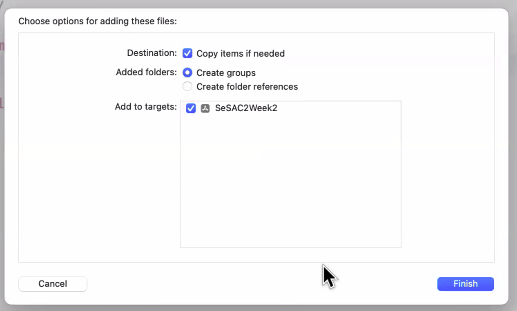 Choose options for adding these files:
Destination: Copy items if needed
Added folders: Create groups
Create folder references
Add to targets: SeSAC2Week2
Cancel Finish